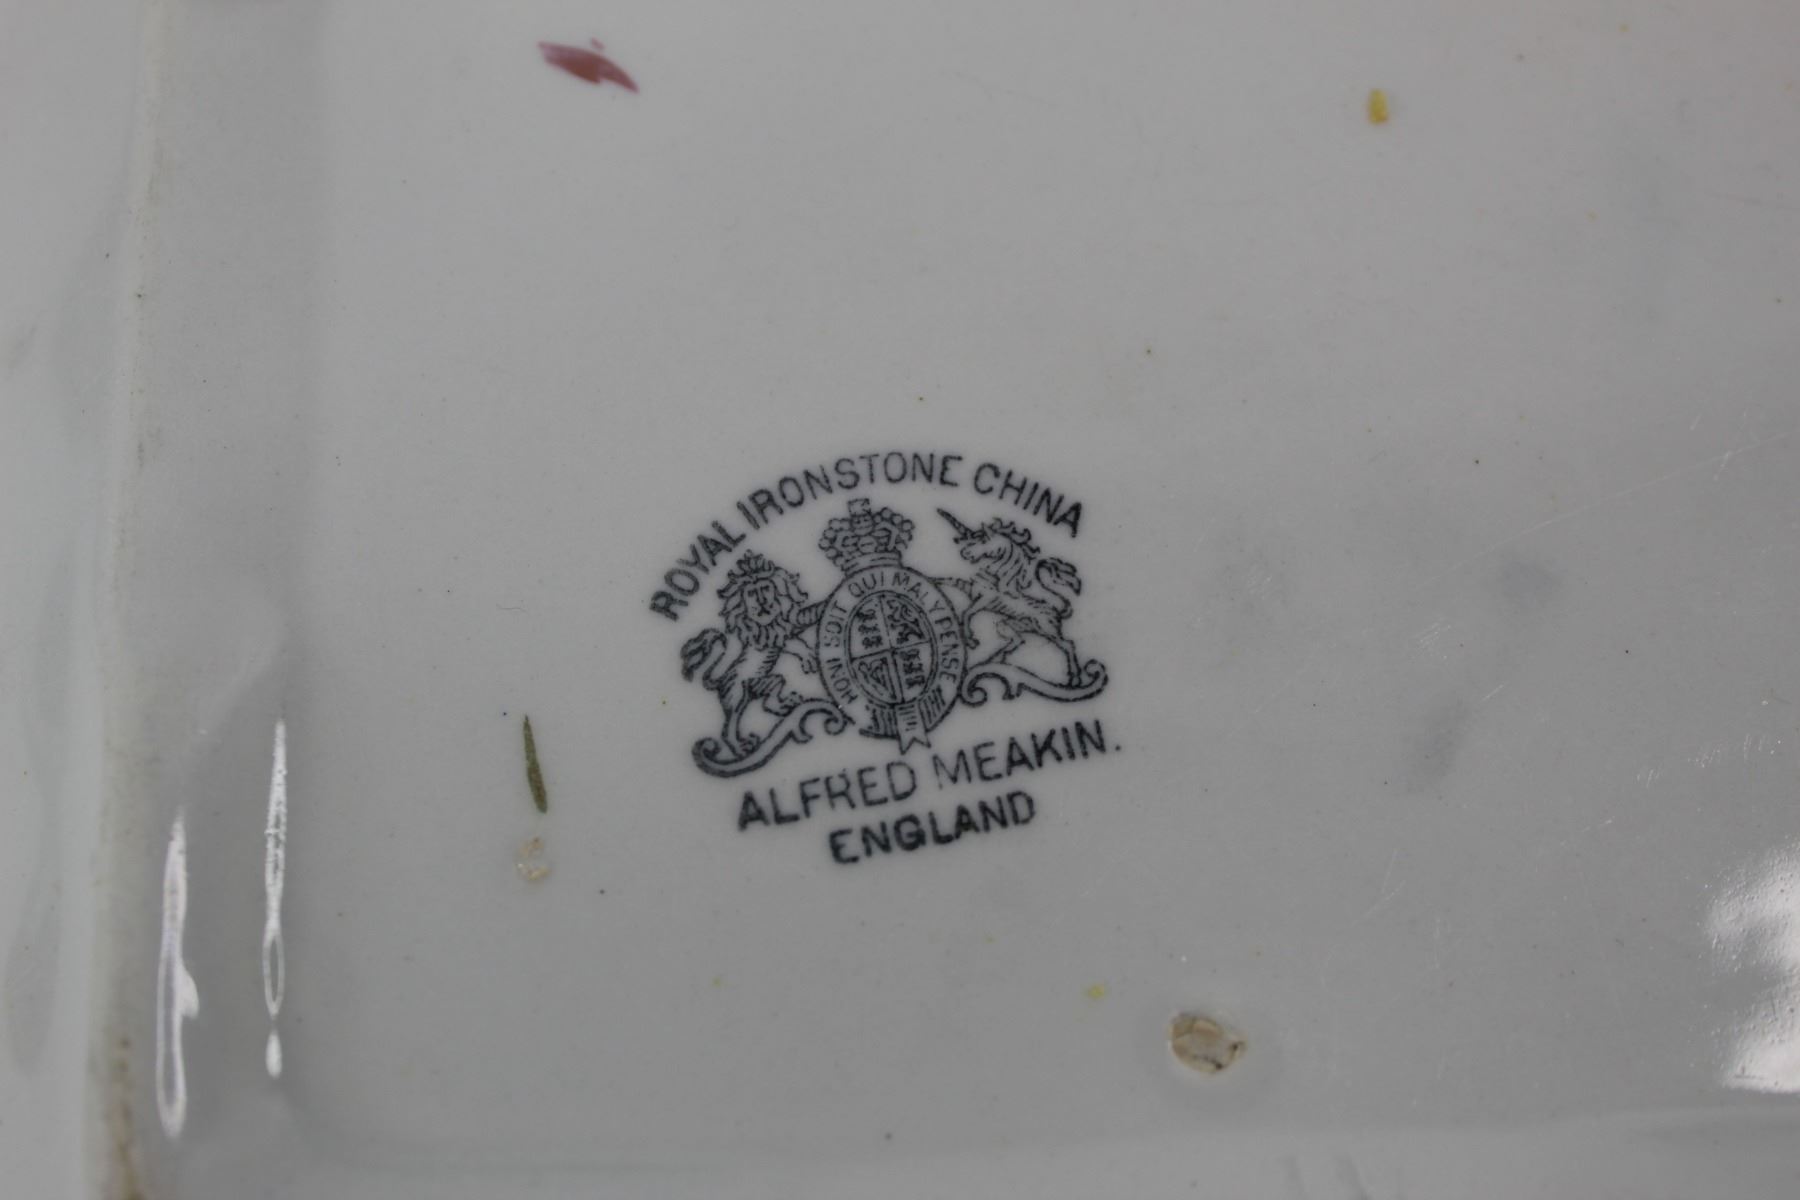 ROYAL IRONSTONE CHINA
HONI SOIT QUI MAL Y PENSE
ALFRED MEAKIN.
ENGLAND